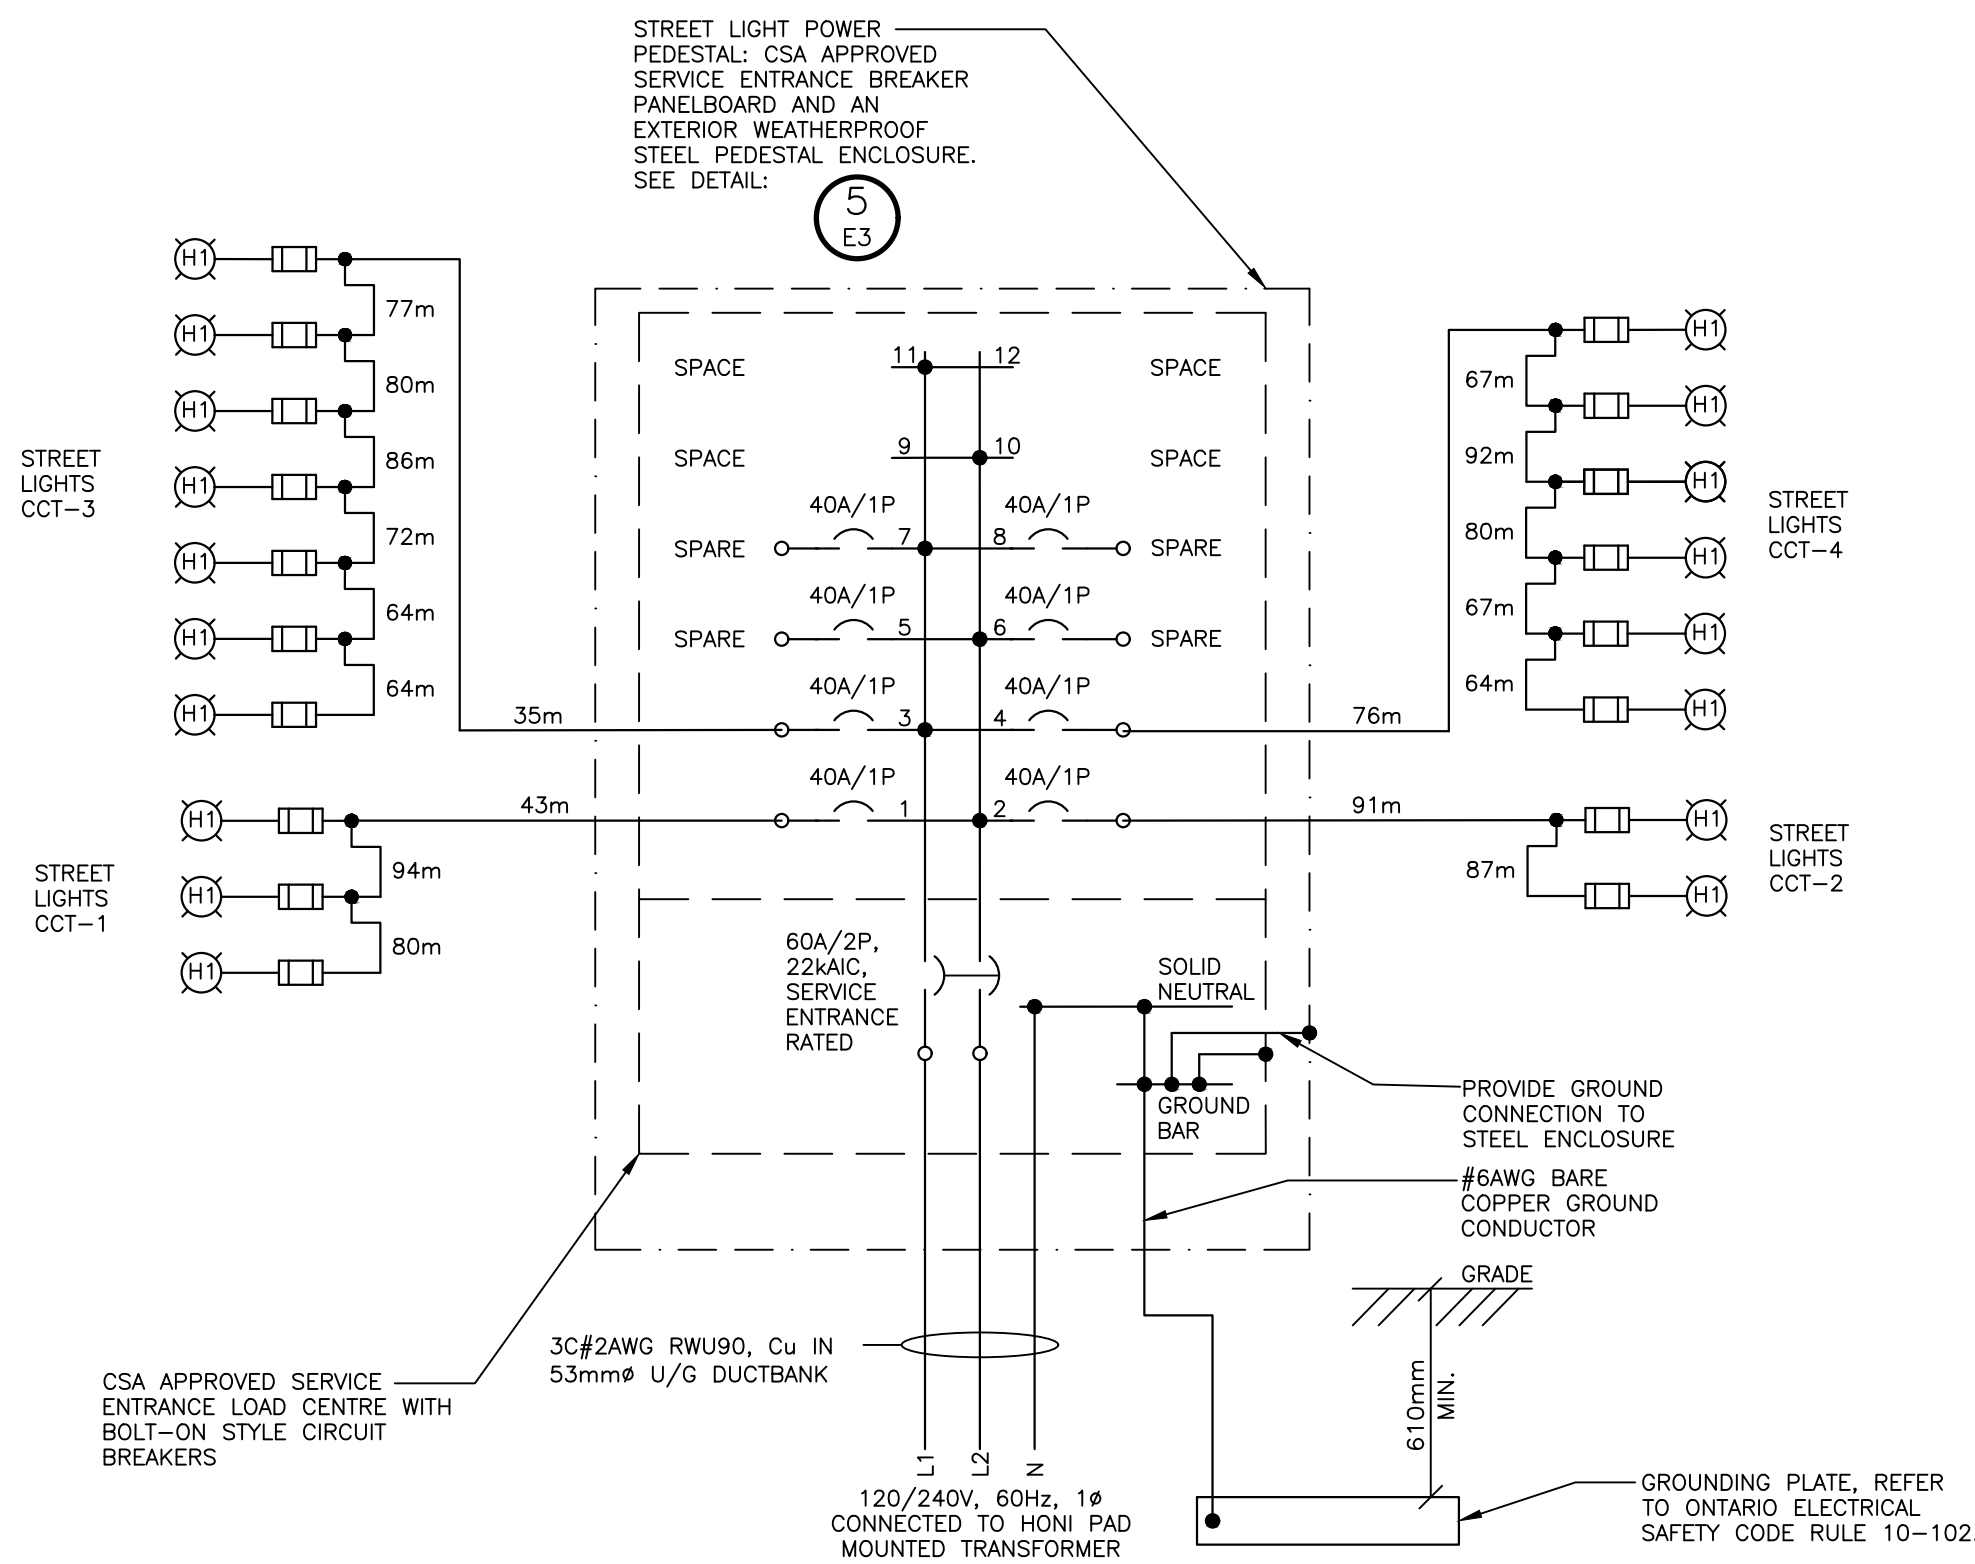 STREET LIGHT POWER
PEDESTAL: CSA APPROVED
SERVICE ENTRANCE BREAKER
PANELBOARD AND AN
EXTERIOR WEATHERPROOF
STEEL PEDESTAL ENCLOSURE.
SEE DETAIL:
5
E3
H1
77m
H1
80m
H1
86m
H1
72m
H1
64m
H1
64m
H1
STREET
LIGHTS
CCT-3
35m
H1
94m
H1
80m
H1
STREET
LIGHTS
CCT-1
43m
SPACE
11
12
SPACE
SPACE
9
10
SPACE
40A/1P
40A/1P
SPARE
7
8
SPARE
40A/1P
40A/1P
SPARE
5
6
SPARE
40A/1P
40A/1P
3
4
40A/1P
40A/1P
1
2
76m
H1
67m
H1
92m
H1
80m
H1
67m
H1
64m
H1
STREET
LIGHTS
CCT-4
91m
H1
87m
H1
STREET
LIGHTS
CCT-2
60A/2P,
22kAIC,
SERVICE
ENTRANCE
RATED
SOLID
NEUTRAL
GROUND
BAR
PROVIDE GROUND
CONNECTION TO
STEEL ENCLOSURE
#6AWG BARE
COPPER GROUND
CONDUCTOR
GRADE
610mm
MIN.
3C#2AWG RWU90, Cu IN
53mmø U/G DUCTBANK
CSA APPROVED SERVICE
ENTRANCE LOAD CENTRE WITH
BOLT-ON STYLE CIRCUIT
BREAKERS
L1
L2
N
120/240V, 60Hz, 1ø
CONNECTED TO HONI PAD
MOUNTED TRANSFORMER
GROUNDING PLATE, REFER
TO ONTARIO ELECTRICAL
SAFETY CODE RULE 10-102.